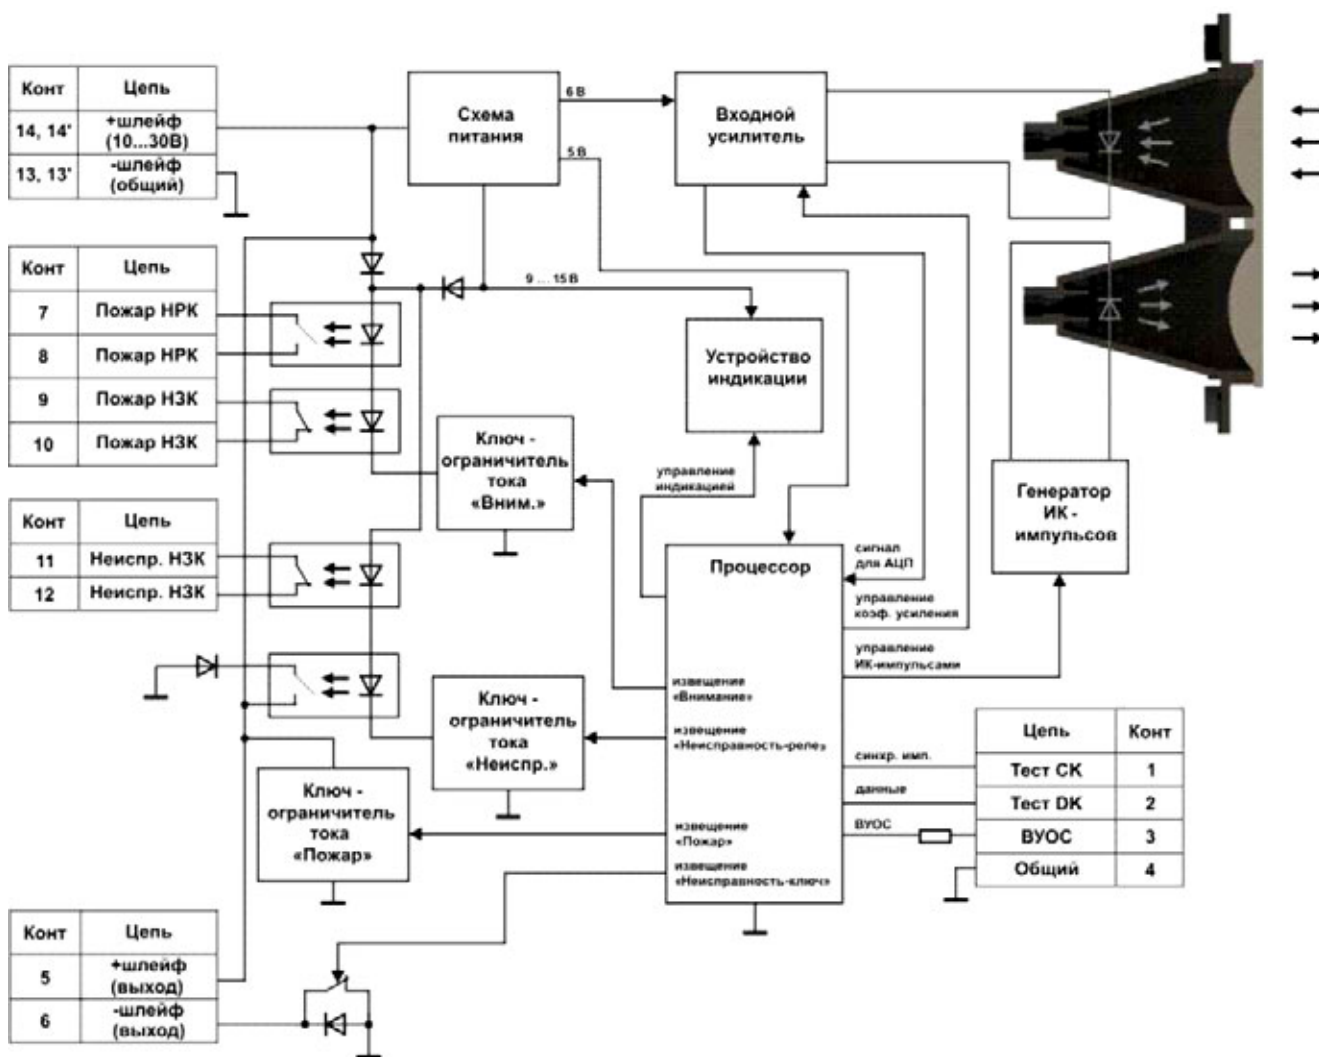 Конт Цепь
14, 14' +шлейф
(10...30В)
13, 13' -шлейф
(общий)
Схема
питания
6 В
5 В
Входной
усилитель
Конт Цепь
7 Пожар НРК
8 Пожар НРК
9 Пожар НЗК
10 Пожар НЗК
9 ... 15 В
Устройство
индикации
Ключ -
ограничитель
тока
«Вним.»
управление
индикацией
Генератор
ИК -
импульсов
Конт Цепь
11 Неиспр. НЗК
12 Неиспр. НЗК
Процессор
сигнал
для АЦП
управление
коэф. усиления
управление
ИК-импульсами
извещение
«Внимание»
Ключ -
ограничитель
тока
«Неиспр.»
извещение
«Неисправность-реле»
Ключ -
ограничитель
тока
«Пожар»
извещение
«Пожар»
извещение
«Неисправность-ключ»
синхр. имп.
данные
ВУОС
Цепь Конт
Тест СК 1
Тест DK 2
ВУОС 3
Общий 4
Конт Цепь
5 +шлейф
(выход)
6 -шлейф
(выход)